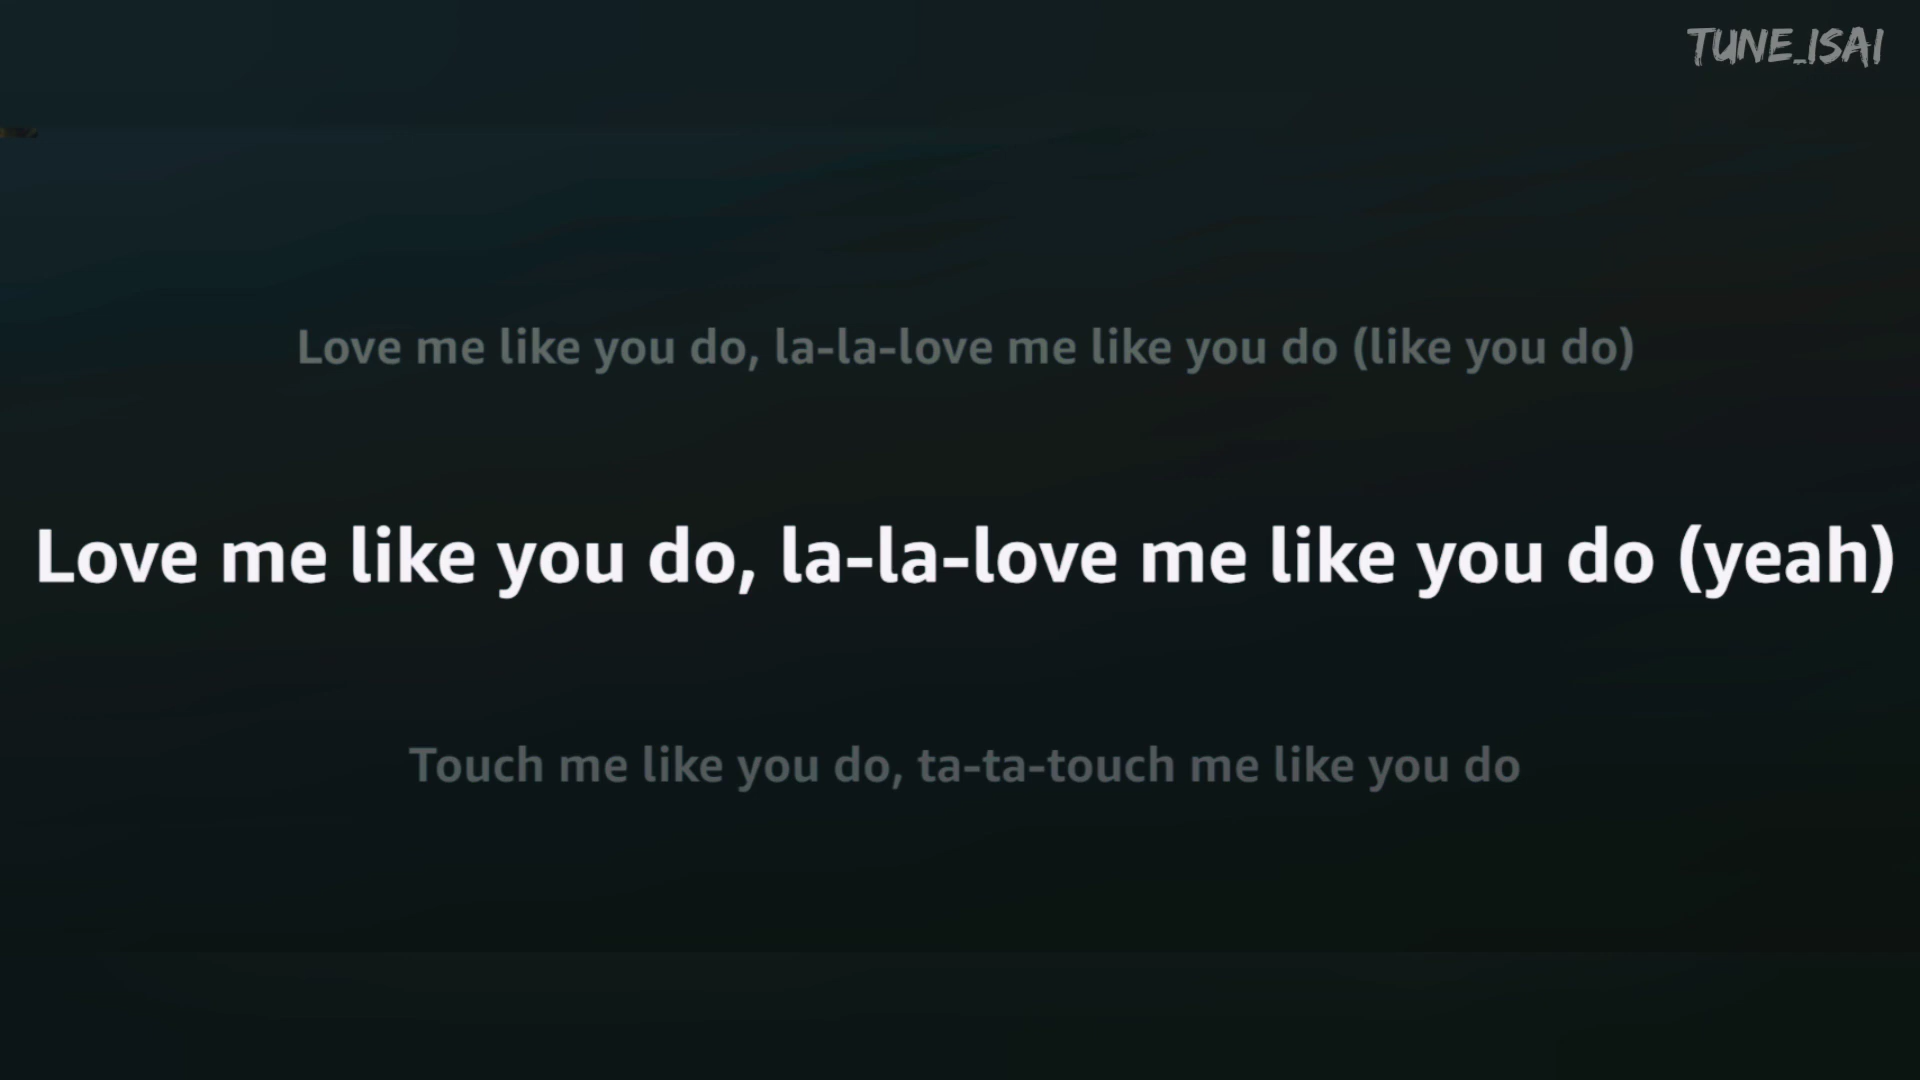 TUNE_ISAI
Love me like you do, la-la-love me like you do (like you do)
Love me like you do, la-la-love me like you do (yeah)
Touch me like you do, ta-ta-touch me like you do